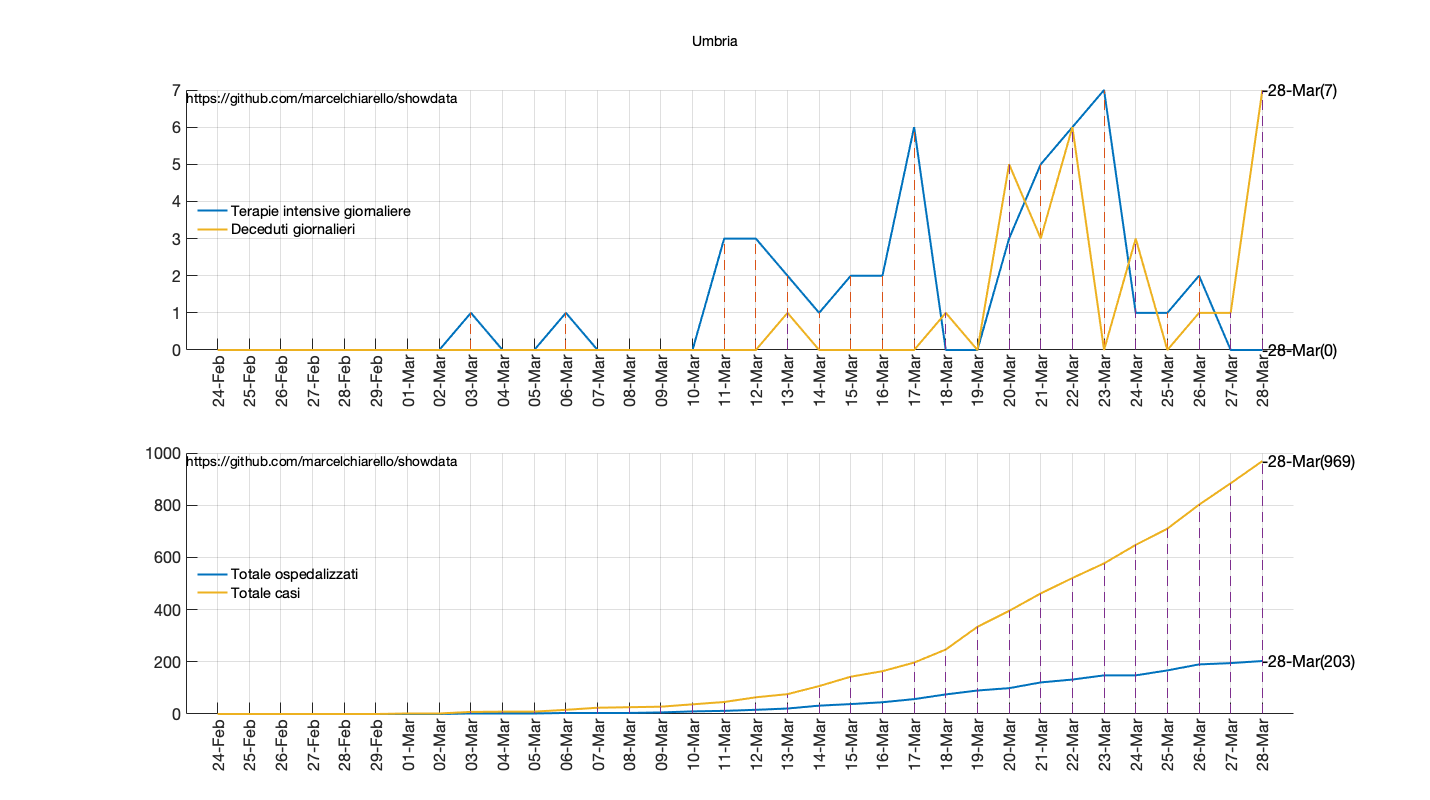 Umbria
7
https://github.com/marcelchiarello/showdata
-28-Mar(7)
6
5
4
Terapie intensive giornaliere
Deceduti giornalieri
3
2
1
0
-28-Mar(0)
24-Feb
25-Feb
26-Feb
27-Feb
28-Feb
29-Feb
01-Mar
02-Mar
03-Mar
04-Mar
05-Mar
06-Mar
07-Mar
08-Mar
09-Mar
10-Mar
11-Mar
12-Mar
13-Mar
14-Mar
15-Mar
16-Mar
17-Mar
18-Mar
19-Mar
20-Mar
21-Mar
22-Mar
23-Mar
24-Mar
25-Mar
26-Mar
27-Mar
28-Mar
1000
https://github.com/marcelchiarello/showdata
-28-Mar(969)
800
600
Totale ospedalizzati
Totale casi
400
200
-28-Mar(203)
0
24-Feb
25-Feb
26-Feb
27-Feb
28-Feb
29-Feb
01-Mar
02-Mar
03-Mar
04-Mar
05-Mar
06-Mar
07-Mar
08-Mar
09-Mar
10-Mar
11-Mar
12-Mar
13-Mar
14-Mar
15-Mar
16-Mar
17-Mar
18-Mar
19-Mar
20-Mar
21-Mar
22-Mar
23-Mar
24-Mar
25-Mar
26-Mar
27-Mar
28-Mar